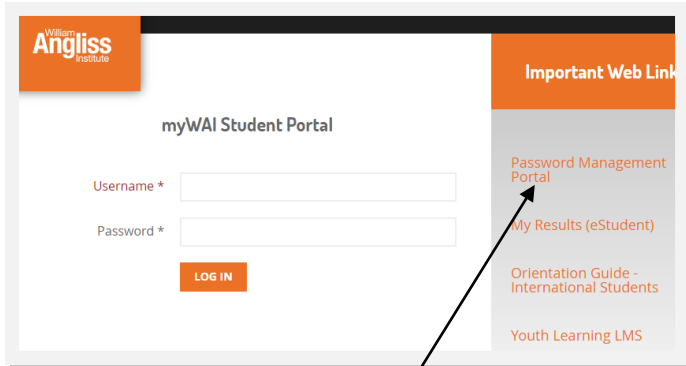 William
Angliss
Institute
Important Web Link
myWAI Student Portal
Username *
Password *
LOG IN
Password Management
Portal
My Results (eStudent)
Orientation Guide -
International Students
Youth Learning LMS